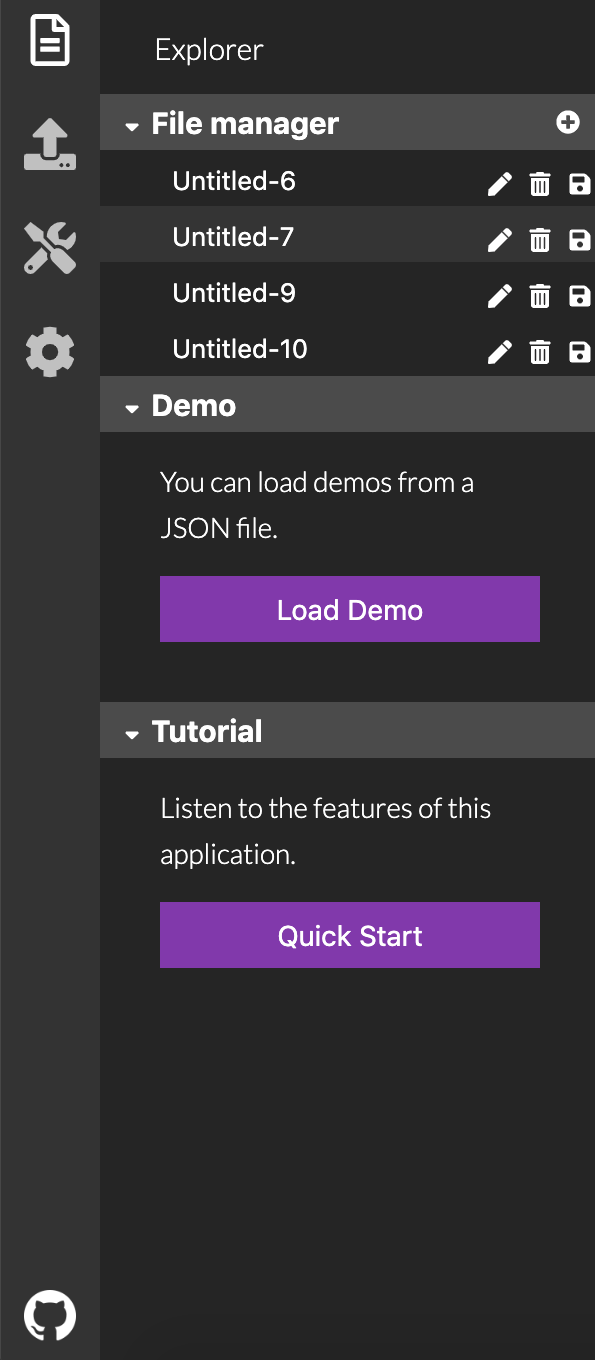 Explorer
File manager
Untitled-6
Untitled-7
Untitled-9
Untitled-10
Demo
You can load demos from a
JSON file.
Load Demo
Tutorial
Listen to the features of this
application.
Quick Start